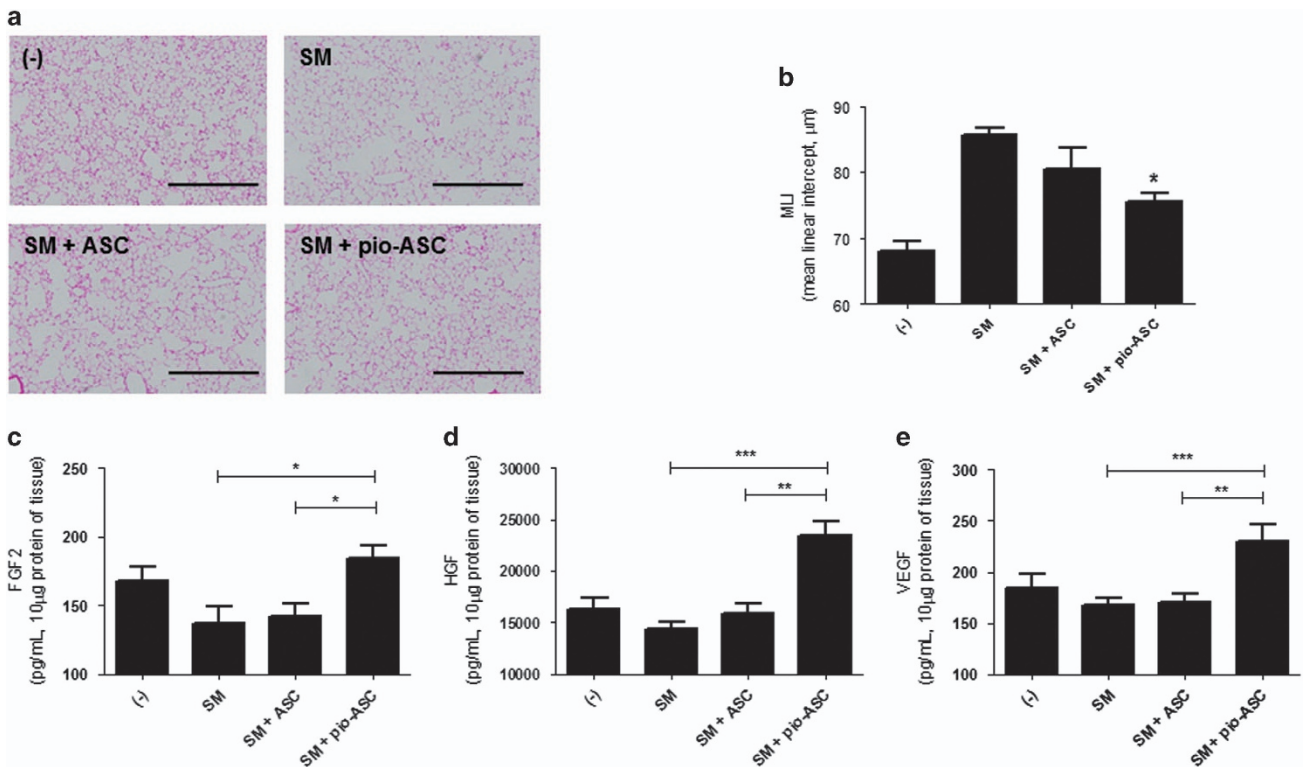 a
(-)
SM
SM + ASC
SM + pio-ASC
b
MLI
(mean linear intercept, µm)
90
80
70
60
*
(-)
SM
SM + ASC
SM + pio-ASC
c
FGF2
(pg/mL, 10µg protein of tissue)
250
200
150
100
*
*
(-)
SM
SM + ASC
SM + pio-ASC
d
HGF
(pg/mL, 10µg protein of tissue)
30000
25000
20000
15000
10000
***
**
(-)
SM
SM + ASC
SM + pio-ASC
e
VEGF
(pg/mL, 10µg protein of tissue)
300
250
200
150
100
***
**
(-)
SM
SM + ASC
SM + pio-ASC